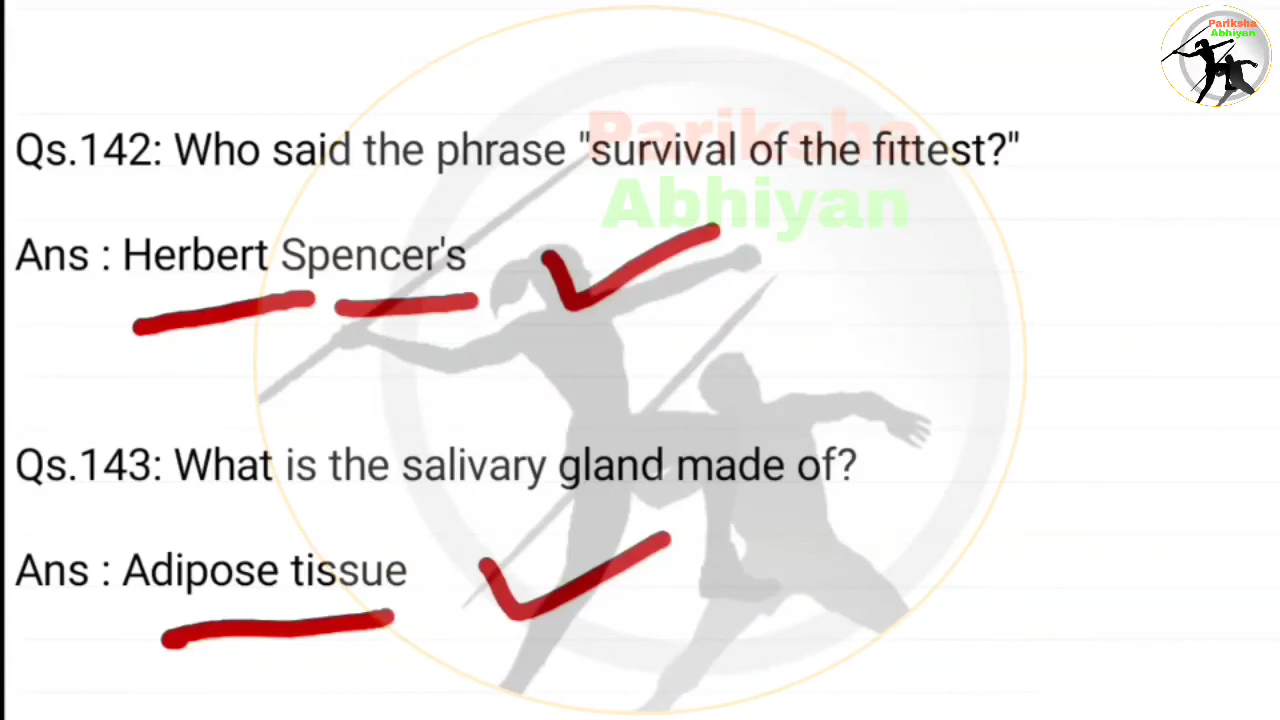 Pariksha
Abhiyan
Pariksha
Abhiyan
Qs.142: Who said the phrase "survival of the fittest?"
Ans : Herbert Spencer's
Qs.143: What is the salivary gland made of?
Ans : Adipose tissue